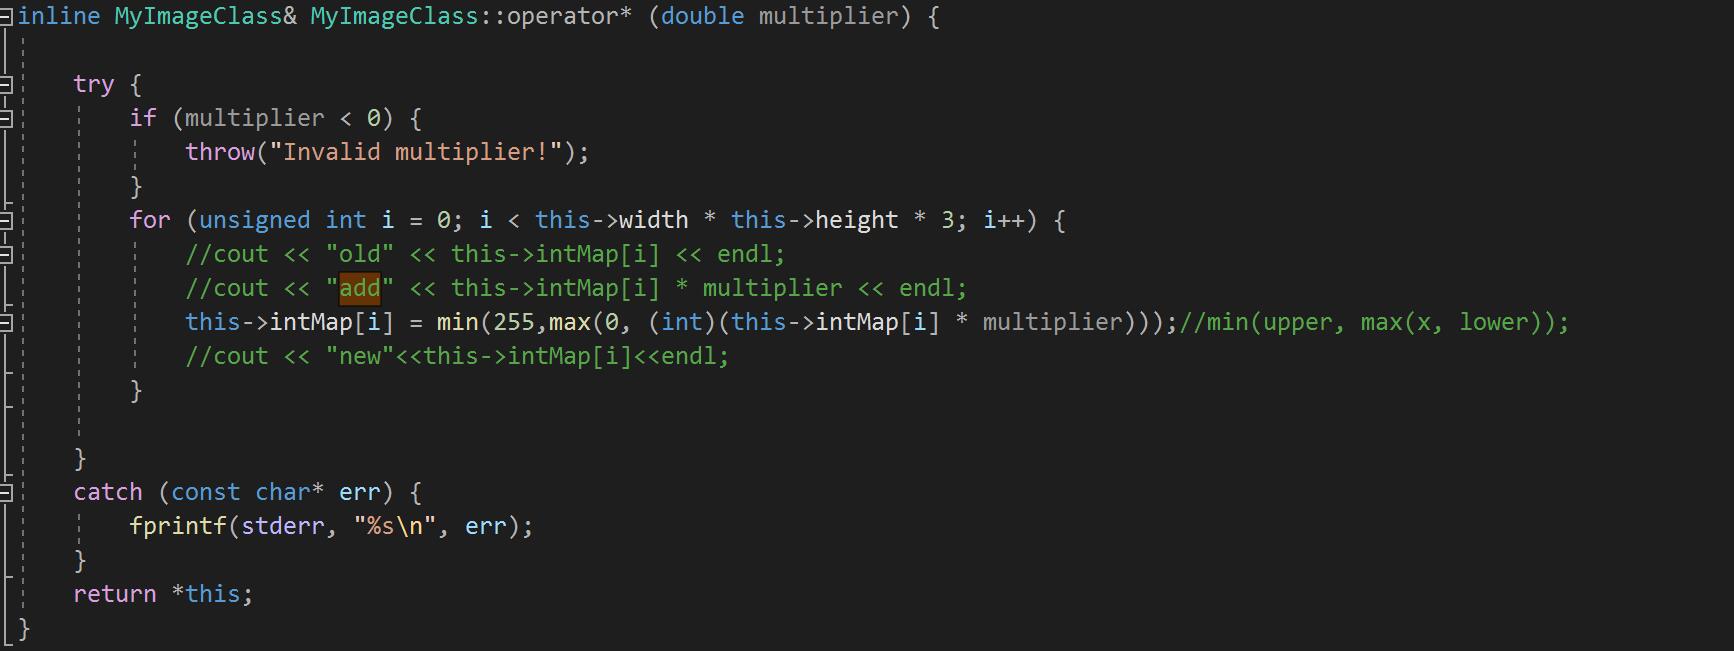 inline MyImageClass& MyImageClass::operator* (double multiplier) {
try {
if (multiplier < 0) {
throw("Invalid multiplier!");
}
for (unsigned int i = 0; i < this->width * this->height * 3; i++) {
//cout << "old" << this->intMap[i] << endl;
//cout << "add" << this->intMap[i] * multiplier << endl;
this->intMap[i] = min(255,max(0, (int)(this->intMap[i] * multiplier)));//min(upper, max(x, lower));
//cout << "new"<<this->intMap[i]<<endl;
}
}
catch (const char* err) {
fprintf(stderr, "%s\n", err);
}
return *this;
}